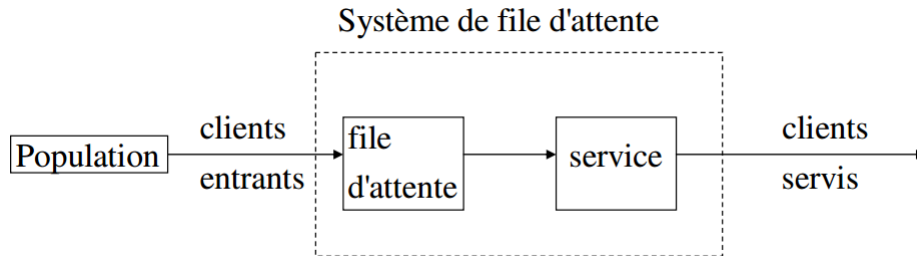 Système de file d'attente
Population
clients
entrants
file
d'attente
service
clients
servis